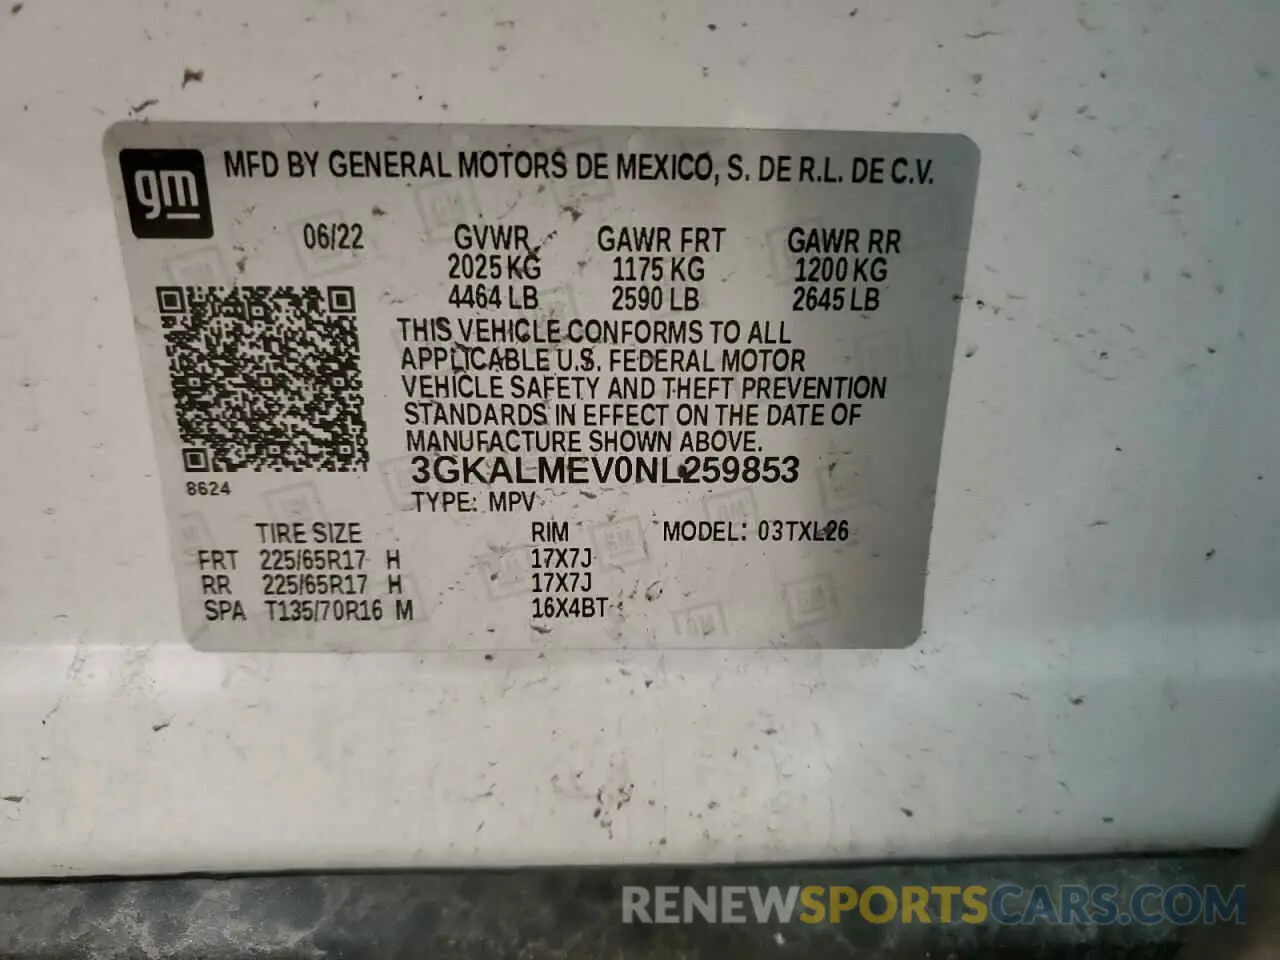 gm
MFD BY GENERAL MOTORS DE MEXICO, S. DE R.L. DE C.V.
06/22 GVWR GAWR FRT GAWR RR
2025 KG 1175 KG 1200 KG
4464 LB 2590 LB 2645 LB
THIS VEHICLE CONFORMS TO ALL
APPLICABLE U.S. FEDERAL MOTOR
VEHICLE SAFETY AND THEFT PREVENTION
STANDARDS IN EFFECT ON THE DATE OF
MANUFACTURE SHOWN ABOVE.
3GKALMEV0NL259853
8624
TYPE: MPV
TIRE SIZE RIM MODEL: 03TXL26
FRT 225/65R17 H 17X7J
RR 225/65R17 H 17X7J
SPA T135/70R16 M 16X4BT
RENEWSPORTSCARS.COM